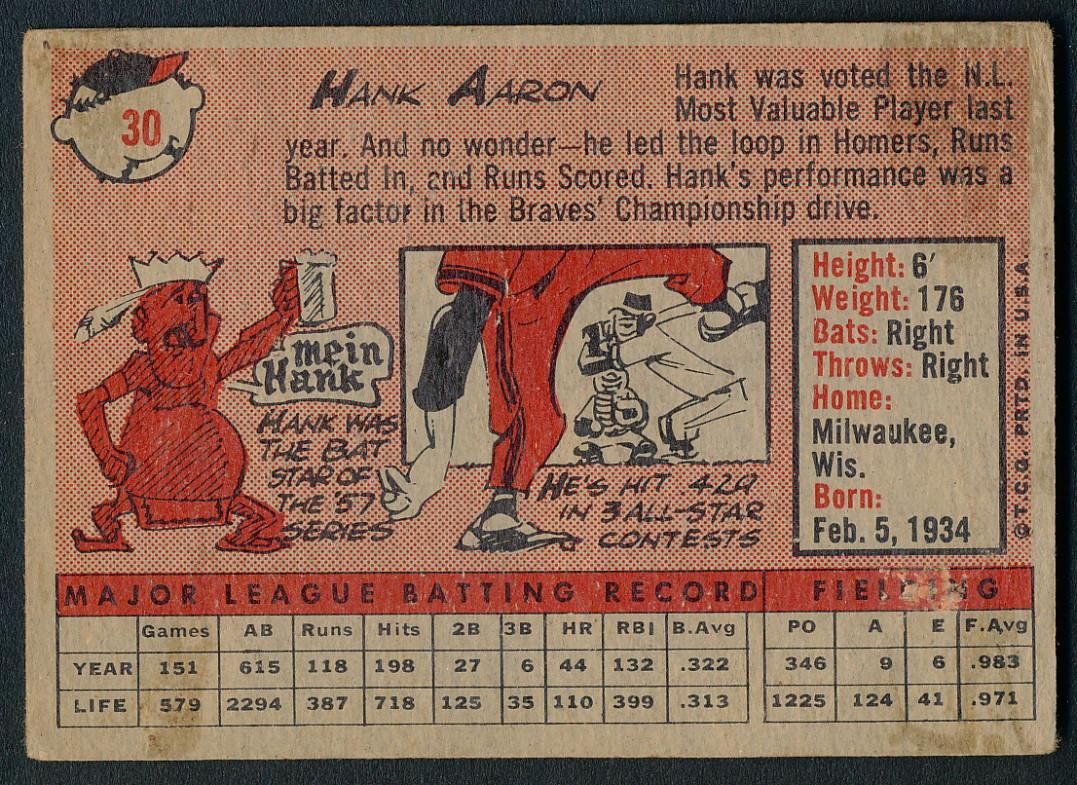 30
HANK AARON
Hank was voted the N.L.
Most Valuable Player last
year. And no wonder—he led the loop in Homers, Runs
Batted In, and Runs Scored. Hank's performance was a
big factor in the Braves' Championship drive.
mein
Hank
HANK WAS
THE BAT
STAR OF
THE '57
SERIES
HE'S HIT .429
IN 3 ALL-STAR
CONTESTS
Height: 6'
Weight: 176
Bats: Right
Throws: Right
Home:
Milwaukee,
Wis.
Born:
Feb. 5, 1934
©T.C.G. PRTD. IN U.S.A.
MAJOR LEAGUE BATTING RECORD FIELDING
Games AB Runs Hits 2B 3B HR RBI B.Avg PO A E F.Avg
YEAR 151 615 118 198 27 6 44 132 .322 346 9 6 .983
LIFE 579 2294 387 718 125 35 110 399 .313 1225 124 41 .971